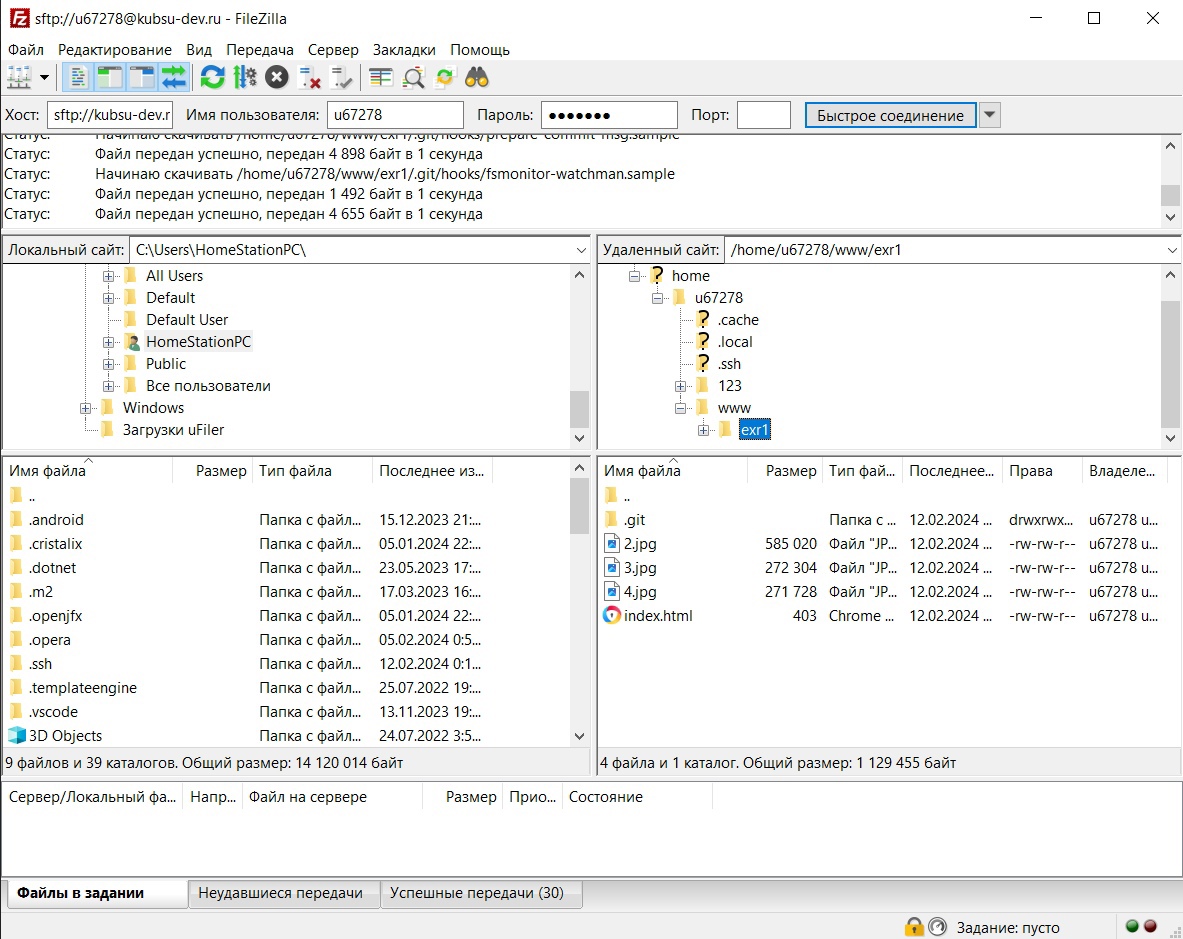 sftp://u67278@kubsu-dev.ru - FileZilla
Файл Редактирование Вид Передача Сервер Закладки Помощь
Хост: sftp://kubsu-dev.r Имя пользователя: u67278 Пароль: ●●●●●●● Порт: Быстрое соединение
Статус: Начинаю скачивать /home/u67278/www/exr1/.git/hooks/prepare-commit-msg.sample
Статус: Файл передан успешно, передан 4 898 байт в 1 секунда
Статус: Начинаю скачивать /home/u67278/www/exr1/.git/hooks/fsmonitor-watchman.sample
Статус: Файл передан успешно, передан 1 492 байт в 1 секунда
Статус: Файл передан успешно, передан 4 655 байт в 1 секунда
Локальный сайт: C:\Users\HomeStationPC\
All Users
Default
Default User
HomeStationPC
Public
Все пользователи
Windows
Загрузки uFiler
Удаленный сайт: /home/u67278/www/exr1
home
u67278
.cache
.local
.ssh
123
www
exr1
Имя файла Размер Тип файла Последнее из...
..
.android Папка с файл... 15.12.2023 21:...
.cristalix Папка с файл... 05.01.2024 22:...
.dotnet Папка с файл... 23.05.2023 17:...
.m2 Папка с файл... 17.03.2023 16:...
.openjfx Папка с файл... 05.01.2024 22:...
.opera Папка с файл... 05.02.2024 0:5...
.ssh Папка с файл... 12.02.2024 0:1...
.templateengine Папка с файл... 25.07.2022 19:...
.vscode Папка с файл... 13.11.2023 19:...
3D Objects Папка с файл... 24.07.2022 3:5...
9 файлов и 39 каталогов. Общий размер: 14 120 014 байт
Имя файла Размер Тип фай... Последнее... Права Владеле...
..
.git Папка с ... 12.02.2024 ... drwxrwx... u67278 u...
2.jpg 585 020 Файл "JP... 12.02.2024 ... -rw-rw-r-- u67278 u...
3.jpg 272 304 Файл "JP... 12.02.2024 ... -rw-rw-r-- u67278 u...
4.jpg 271 728 Файл "JP... 12.02.2024 ... -rw-rw-r-- u67278 u...
index.html 403 Chrome ... 12.02.2024 ... -rw-rw-r-- u67278 u...
4 файла и 1 каталог. Общий размер: 1 129 455 байт
Сервер/Локальный фа... Напр... Файл на сервере Размер Прио... Состояние
Файлы в задании Неудавшиеся передачи Успешные передачи (30)
Задание: пусто